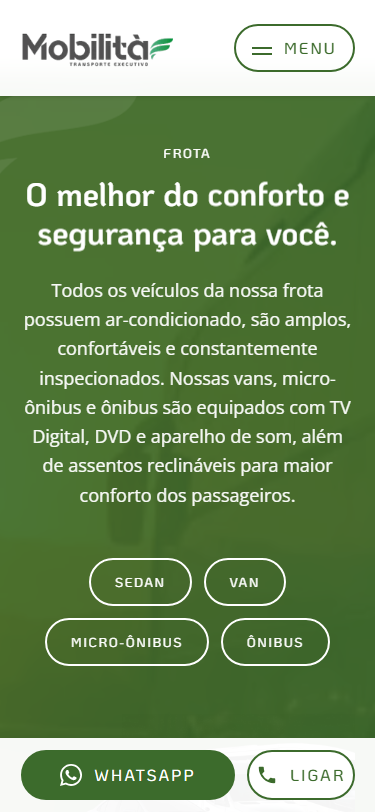 Mobilità
TRANSPORTE EXECUTIVO
MENU
FROTA
O melhor do conforto e
segurança para você.
Todos os veículos da nossa frota
possuem ar-condicionado, são amplos,
confortáveis e constantemente
inspecionados. Nossas vans, micro-
ônibus e ônibus são equipados com TV
Digital, DVD e aparelho de som, além
de assentos reclináveis para maior
conforto dos passageiros.
SEDAN
VAN
MICRO-ÔNIBUS
ÔNIBUS
WHATSAPP
LIGAR